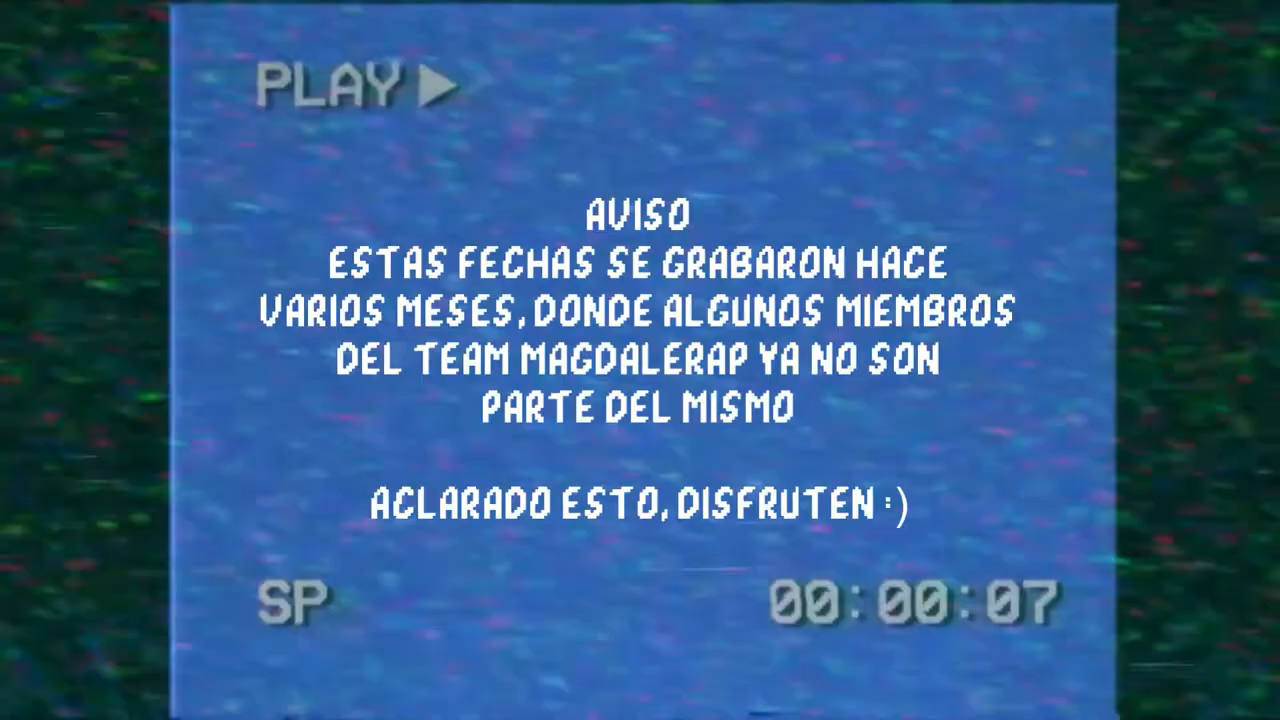 PLAY
AVISO
ESTAS FECHAS SE GRABARON HACE
VARIOS MESES, DONDE ALGUNOS MIEMBROS
DEL TEAM MAGDALERAP YA NO SON
PARTE DEL MISMO
ACLARADO ESTO, DISFRUTEN :)
SP
00:00:07